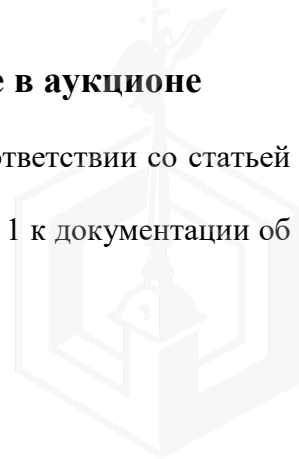 е в аукционе
ответствии со статьей
1 к документации об